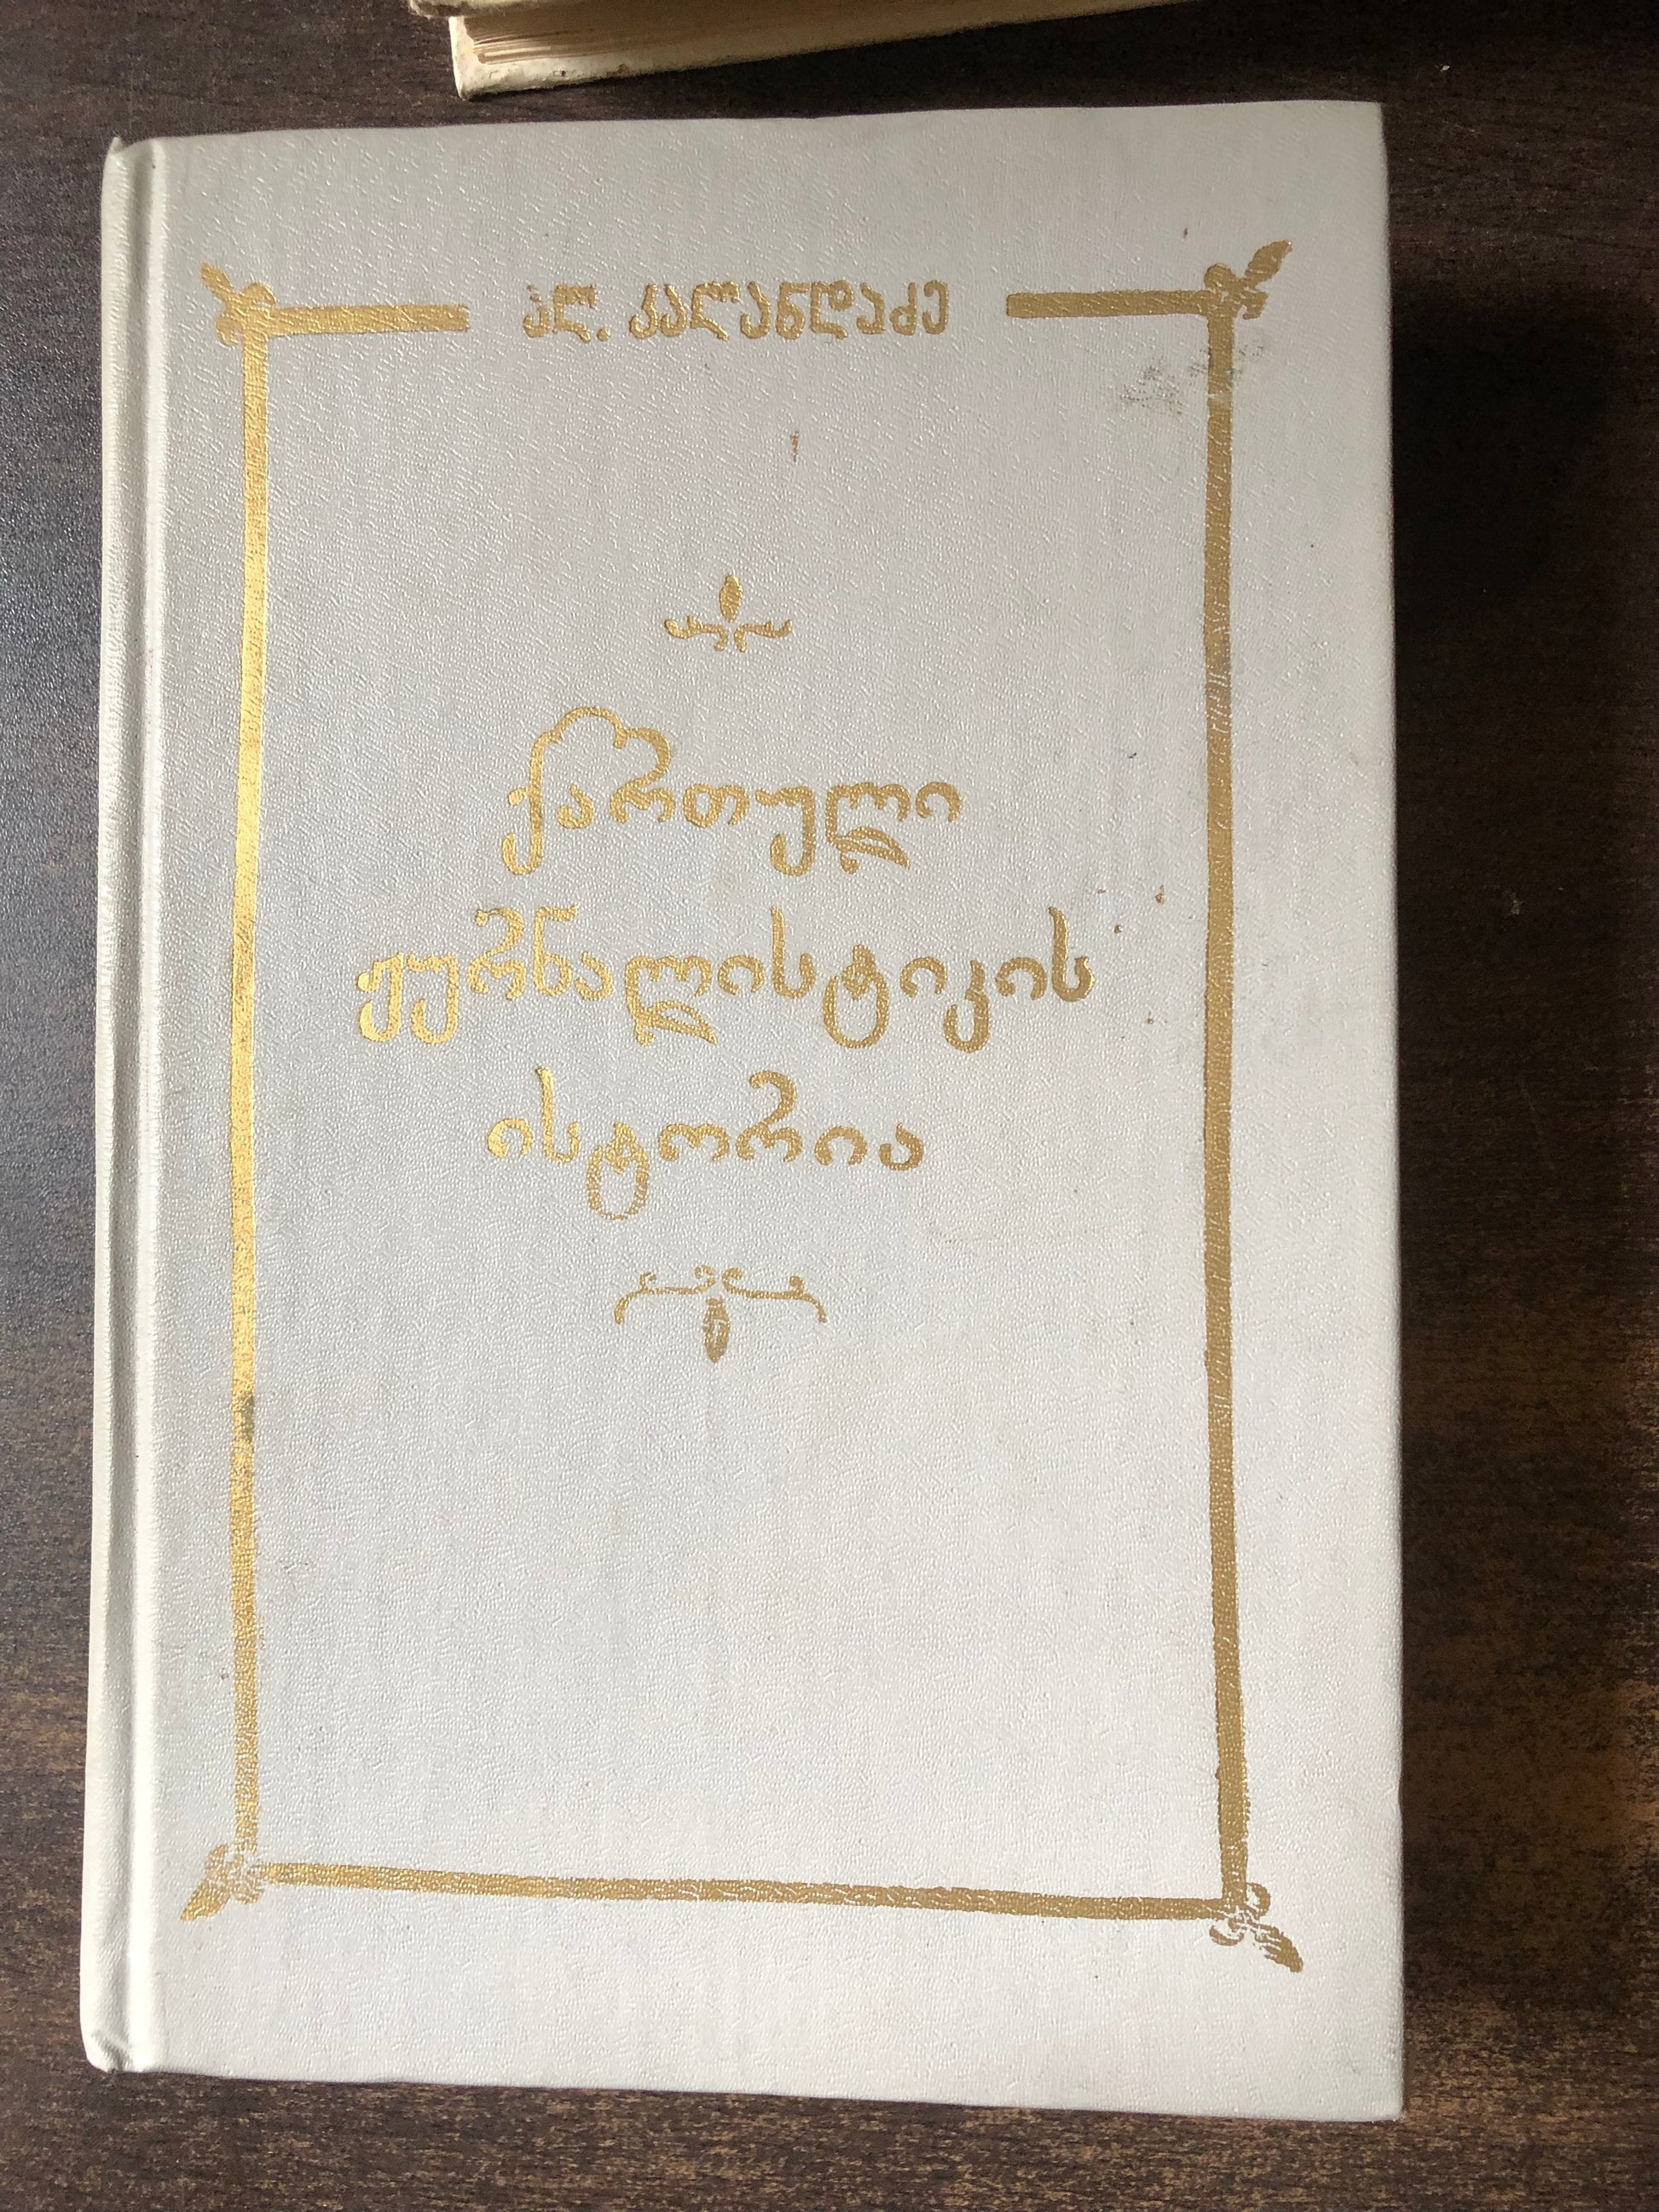 ალ. კალანდაძე
ქართული
ჟურნალისტიკის
ისტორია